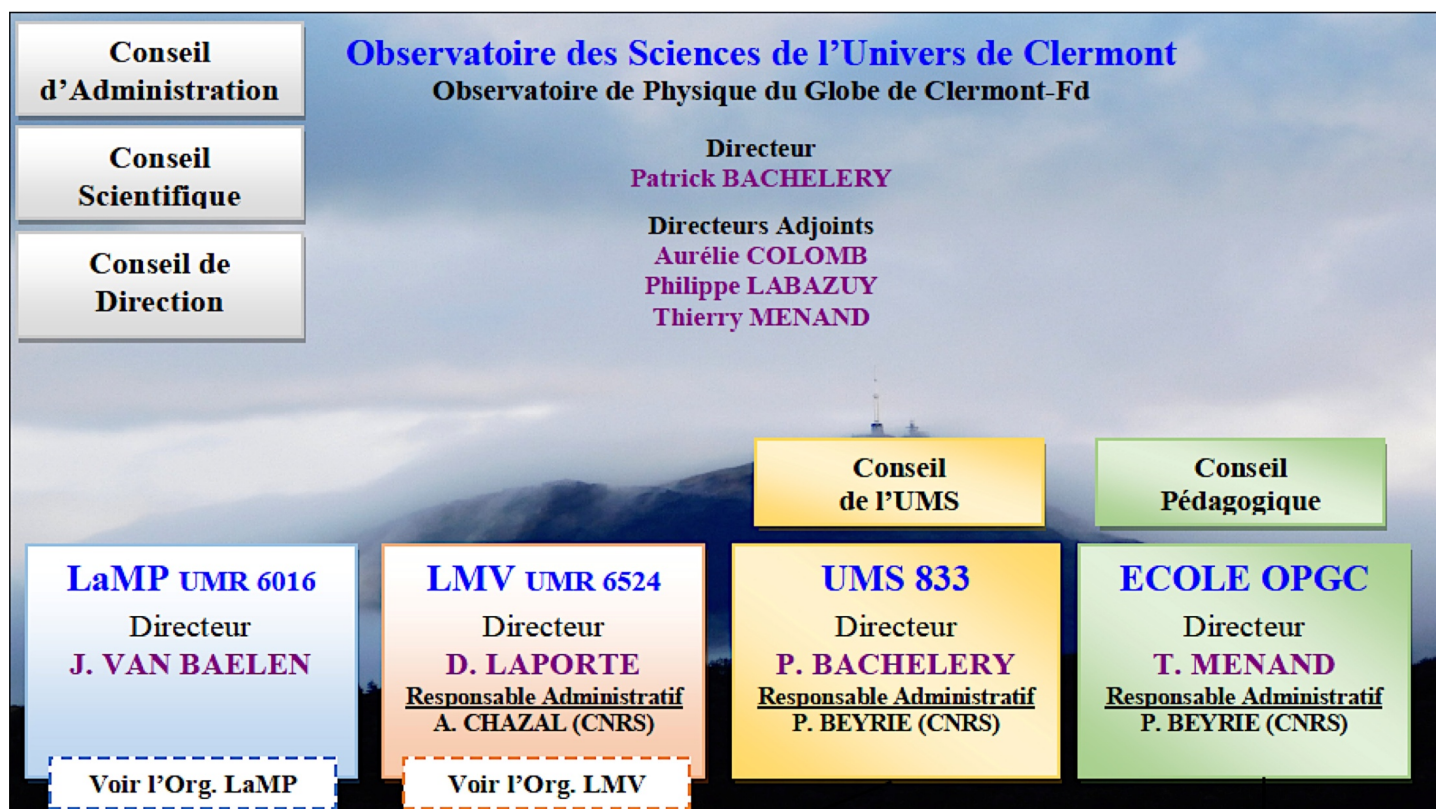 Conseil
d'Administration
Conseil
Scientifique
Conseil de
Direction
Observatoire des Sciences de l'Univers de Clermont
Observatoire de Physique du Globe de Clermont-Fd
Directeur
Patrick BACHELERY
Directeurs Adjoints
Aurélie COLOMB
Philippe LABAZUY
Thierry MENAND
Conseil
de l'UMS
Conseil
Pédagogique
LaMP UMR 6016
Directeur
J. VAN BAELEN
Voir l'Org. LaMP
LMV UMR 6524
Directeur
D. LAPORTE
Responsable Administratif
A. CHAZAL (CNRS)
Voir l'Org. LMV
UMS 833
Directeur
P. BACHELERY
Responsable Administratif
P. BEYRIE (CNRS)
ECOLE OPGC
Directeur
T. MENAND
Responsable Administratif
P. BEYRIE (CNRS)